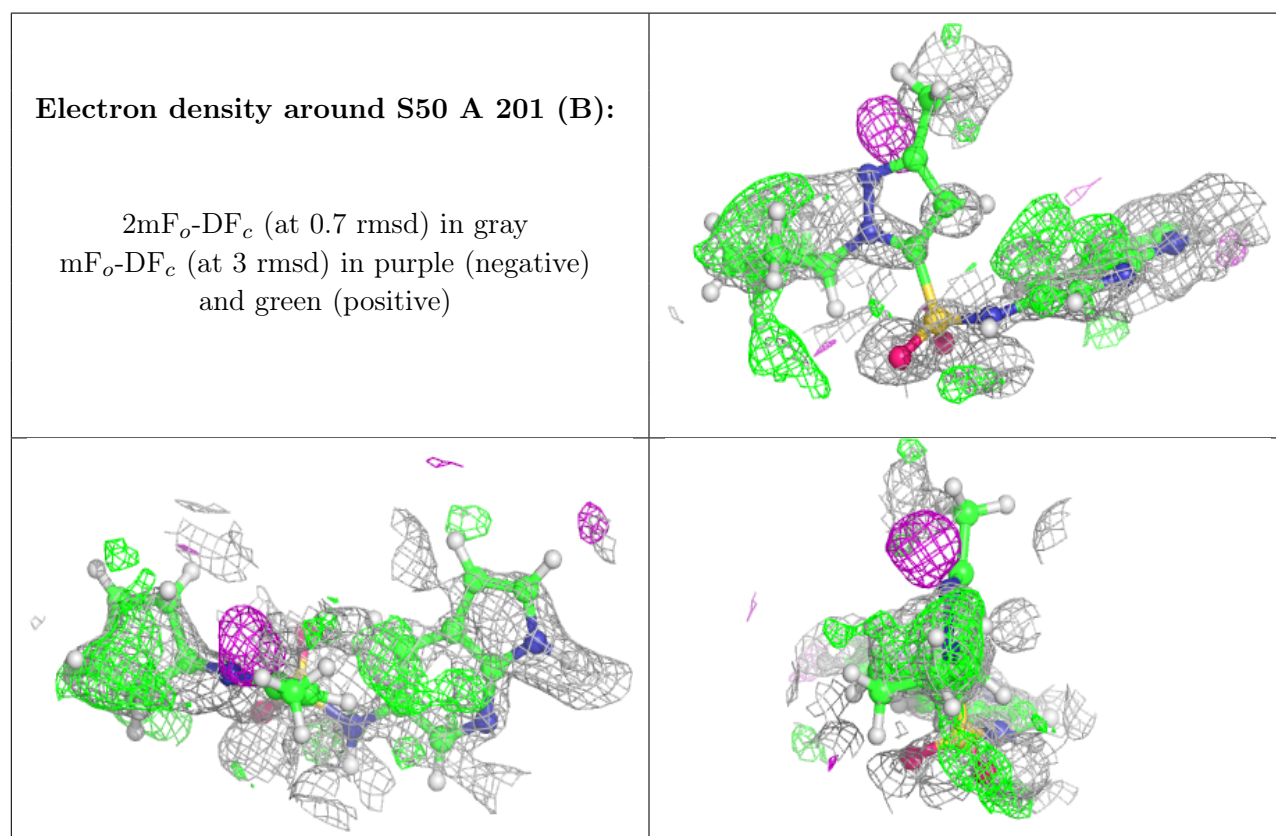 Electron density around S50 A 201 (B):
2mFo-DFc (at 0.7 rmsd) in gray
mFo-DFc (at 3 rmsd) in purple (negative)
and green (positive)